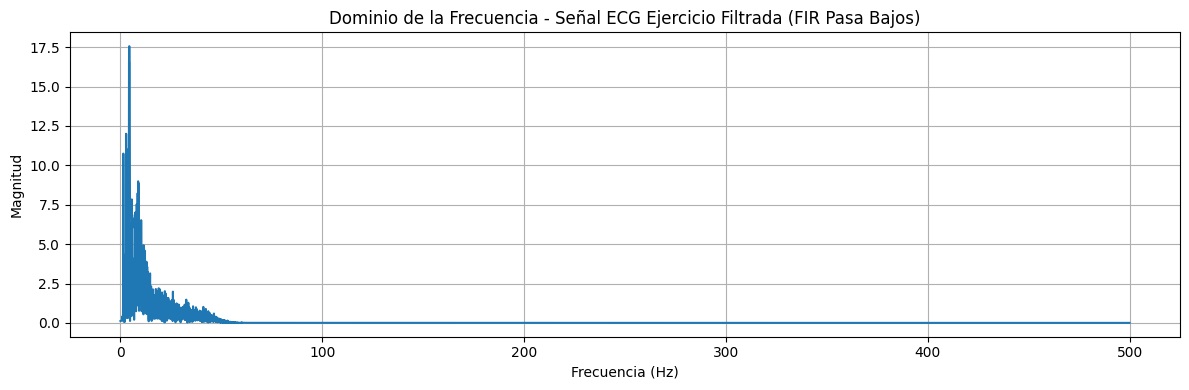 Dominio de la Frecuencia - Señal ECG Ejercicio Filtrada (FIR Pasa Bajos)
17.5
15.0
12.5
10.0
7.5
5.0
2.5
0.0
Magnitud
0 100 200 300 400 500
Frecuencia (Hz)